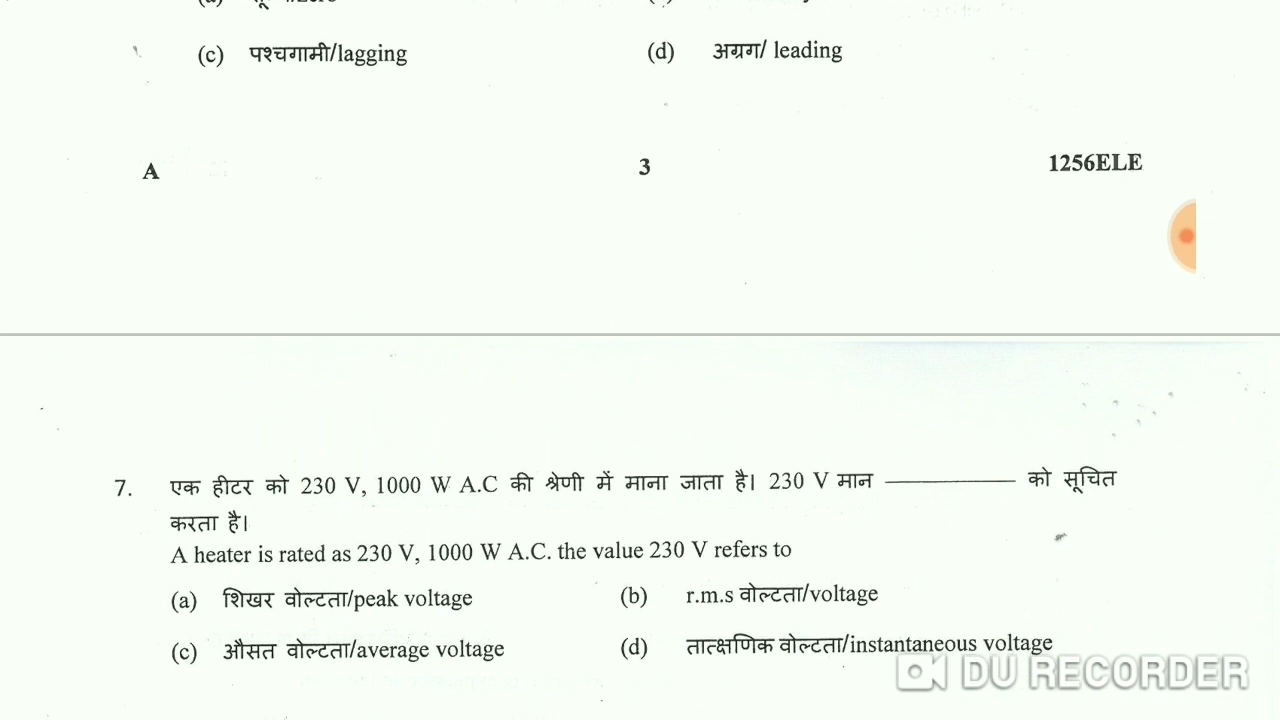 (c) पश्चगामी/lagging (d) अग्रग/ leading
A 3 1256ELE
7. एक हीटर को 230 V, 1000 W A.C की श्रेणी में माना जाता है। 230 V मान ———— को सूचित
करता है।
A heater is rated as 230 V, 1000 W A.C. the value 230 V refers to
(a) शिखर वोल्टता/peak voltage (b) r.m.s वोल्टता/voltage
(c) औसत वोल्टता/average voltage (d) तात्क्षणिक वोल्टता/instantaneous voltage
DU RECORDER